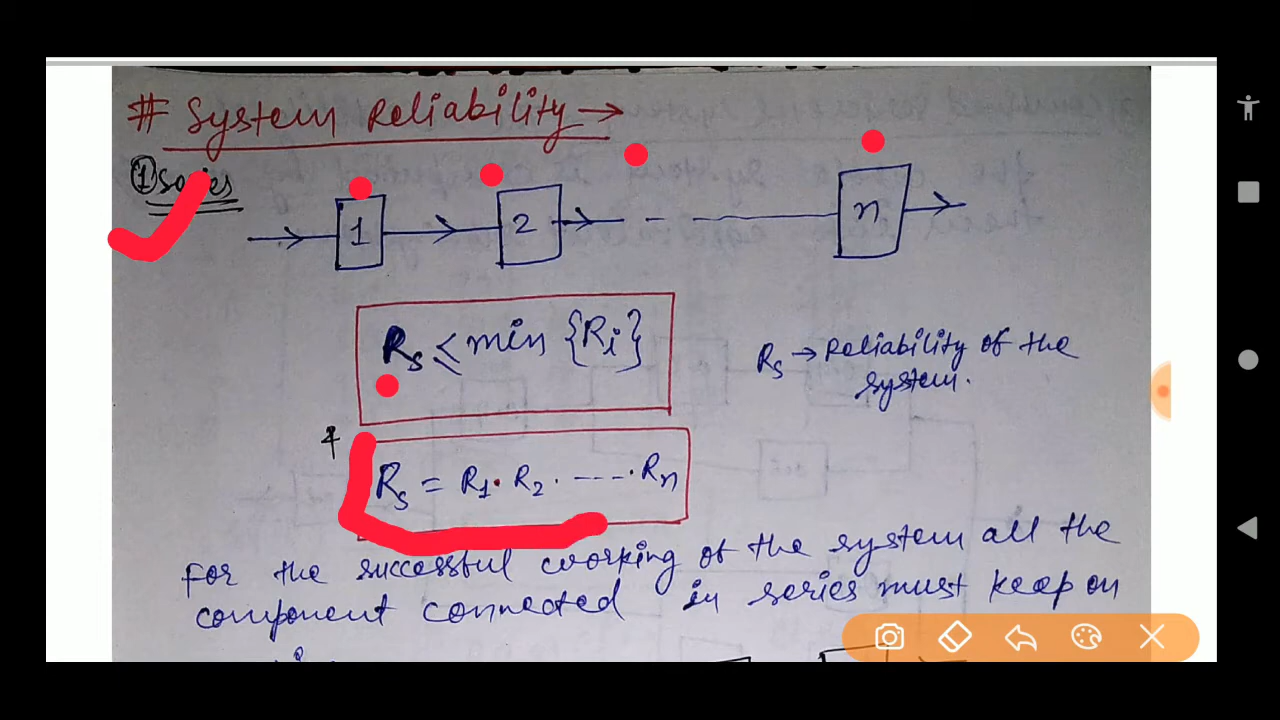 # System Reliability →
① Series
1
2
n
Rs < min {Ri}
Rs → Reliability of the
system.
Rs = R1 . R2 . ---- . Rn
For the successful working of the system all the
component connected in series must keep on